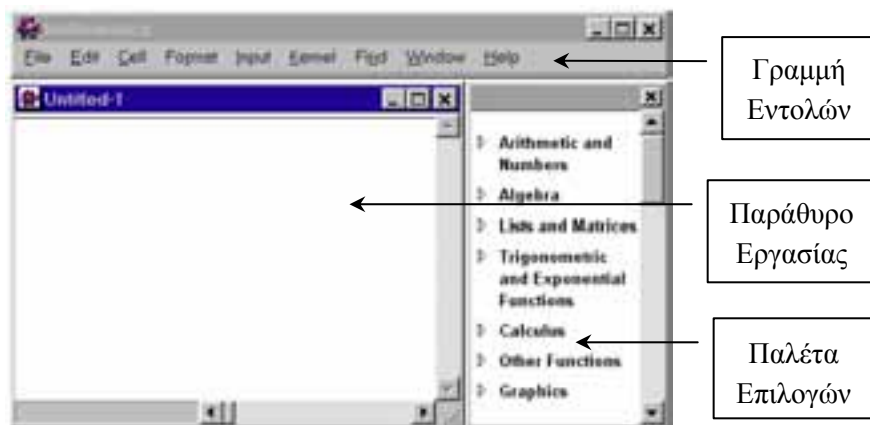 File Edit Cell Format Input Kernel Find Window Help
Untitled-1
Arithmetic and
Numbers
Algebra
Lists and Matrices
Trigonometric
and Exponential
Functions
Calculus
Other Functions
Graphics
Γραμμή
Εντολών
Παράθυρο
Εργασίας
Παλέτα
Επιλογών